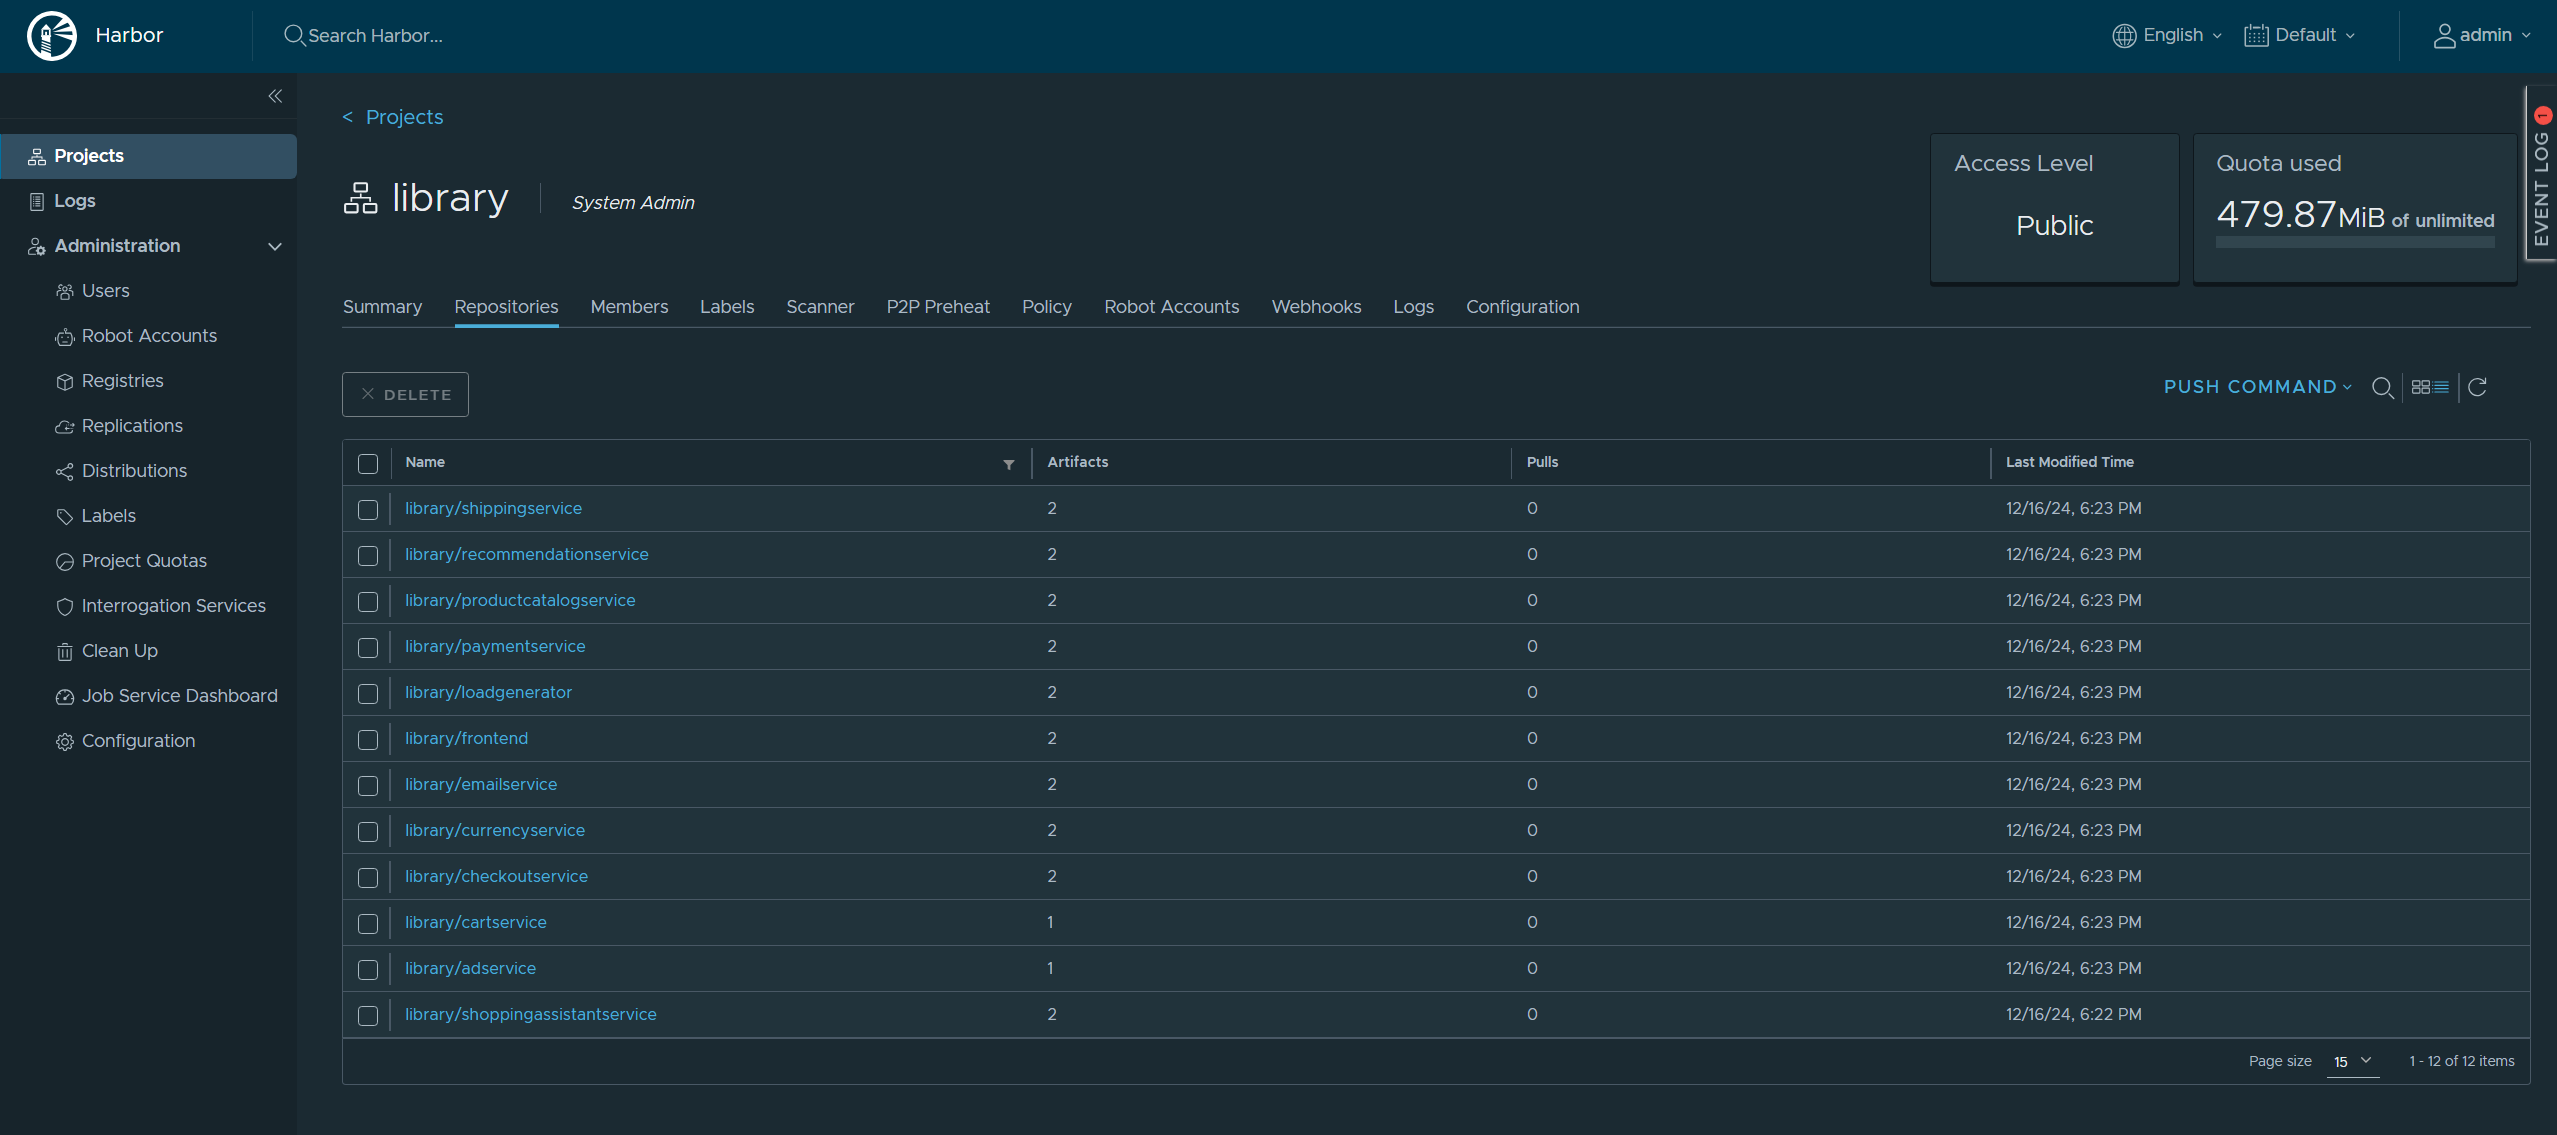 Harbor
Search Harbor...
English
Default
admin
Projects
Logs
Administration
Users
Robot Accounts
Registries
Replications
Distributions
Labels
Project Quotas
Interrogation Services
Clean Up
Job Service Dashboard
Configuration
< Projects
library
System Admin
Access Level
Public
Quota used
479.87MiB of unlimited
EVENT LOG
1
Summary Repositories Members Labels Scanner P2P Preheat Policy Robot Accounts Webhooks Logs Configuration
DELETE
PUSH COMMAND
Name Artifacts Pulls Last Modified Time
library/shippingservice 2 0 12/16/24, 6:23 PM
library/recommendationservice 2 0 12/16/24, 6:23 PM
library/productcatalogservice 2 0 12/16/24, 6:23 PM
library/paymentservice 2 0 12/16/24, 6:23 PM
library/loadgenerator 2 0 12/16/24, 6:23 PM
library/frontend 2 0 12/16/24, 6:23 PM
library/emailservice 2 0 12/16/24, 6:23 PM
library/currencyservice 2 0 12/16/24, 6:23 PM
library/checkoutservice 2 0 12/16/24, 6:23 PM
library/cartservice 1 0 12/16/24, 6:23 PM
library/adservice 1 0 12/16/24, 6:23 PM
library/shoppingassistantservice 2 0 12/16/24, 6:22 PM
Page size 15 1 - 12 of 12 items